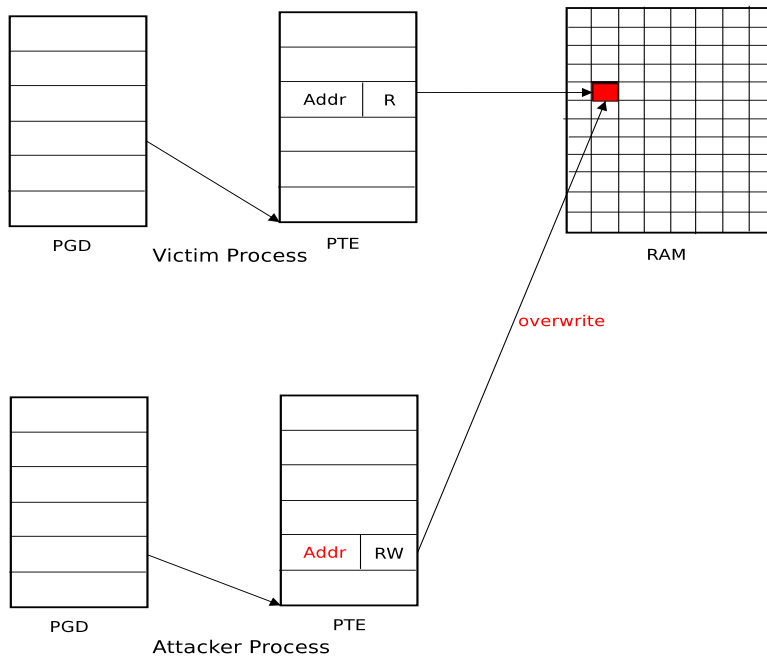 Addr R
PGD
PTE
Victim Process
RAM
overwrite
Addr RW
PGD
PTE
Attacker Process